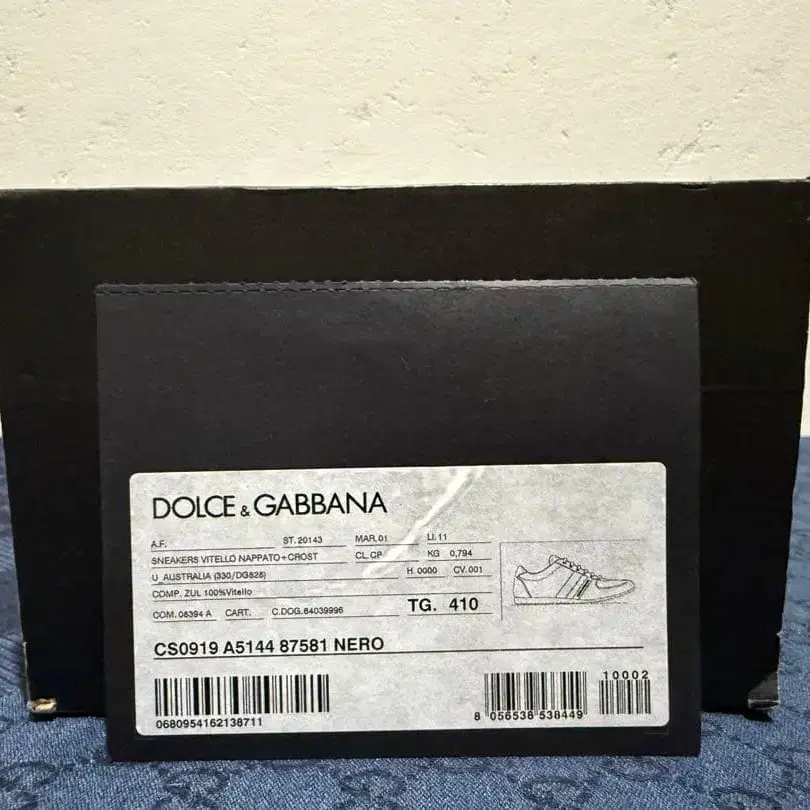 DOLCE & GABBANA
A.F. ST. 20143 MAR. 01 LI. 11
SNEAKERS VITELLO NAPPATO+CROST CL. CP KG 0,794
U_AUSTRALIA (330/DG828) H. 0000 CV. 001
COMP. ZUL 100%Vitello
COM. 08394 A CART. C.DOG.64039996 TG. 410
CS0919 A5144 87581 NERO
10002
0680954162138711
8 056536 538449